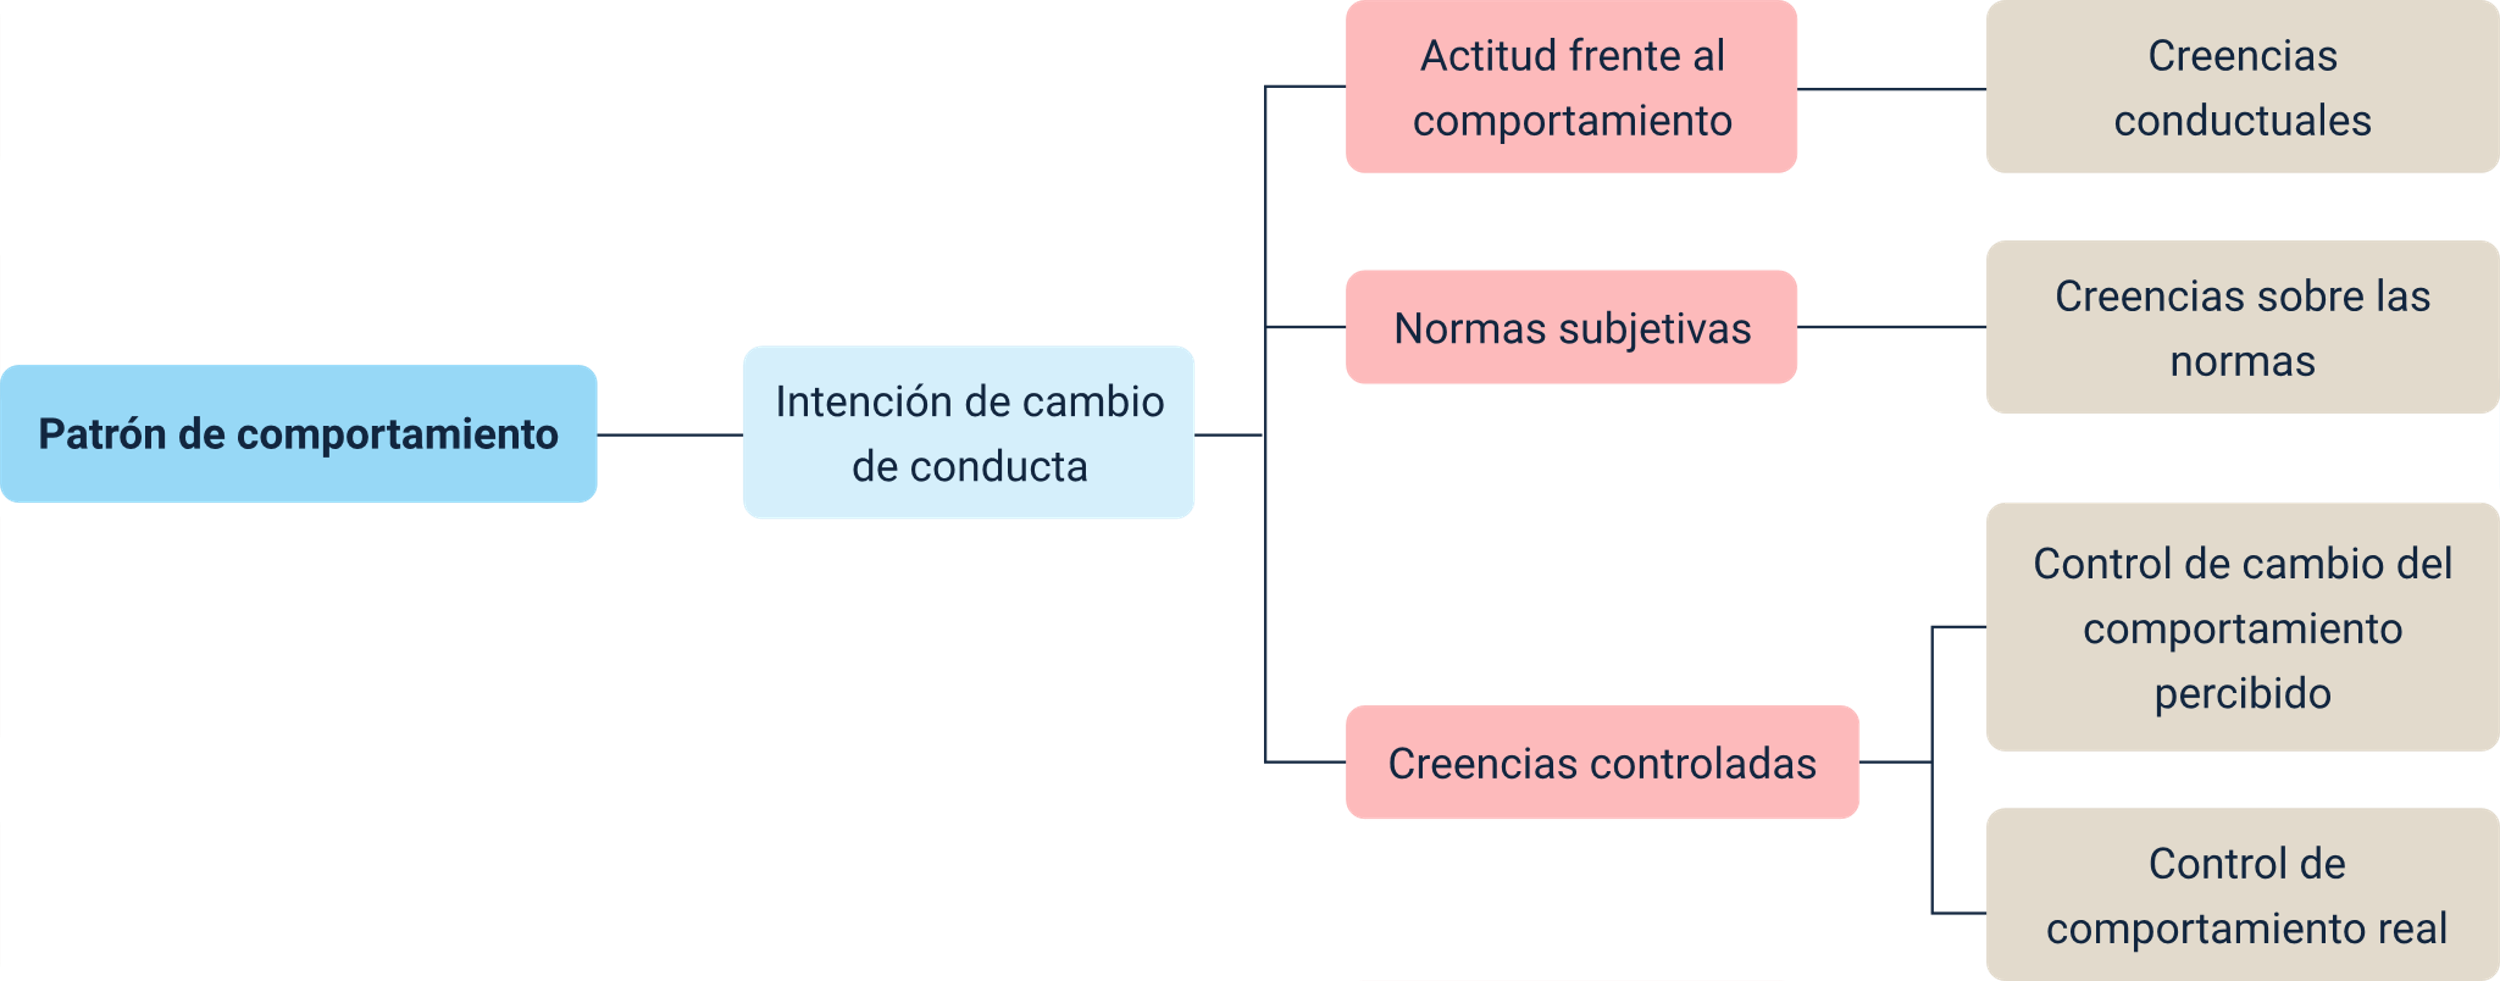 Patrón de comportamiento
Intención de cambio
de conducta
Actitud frente al
comportamiento
Creencias
conductuales
Normas subjetivas
Creencias sobre las
normas
Creencias controladas
Control de cambio del
comportamiento
percibido
Control de
comportamiento real